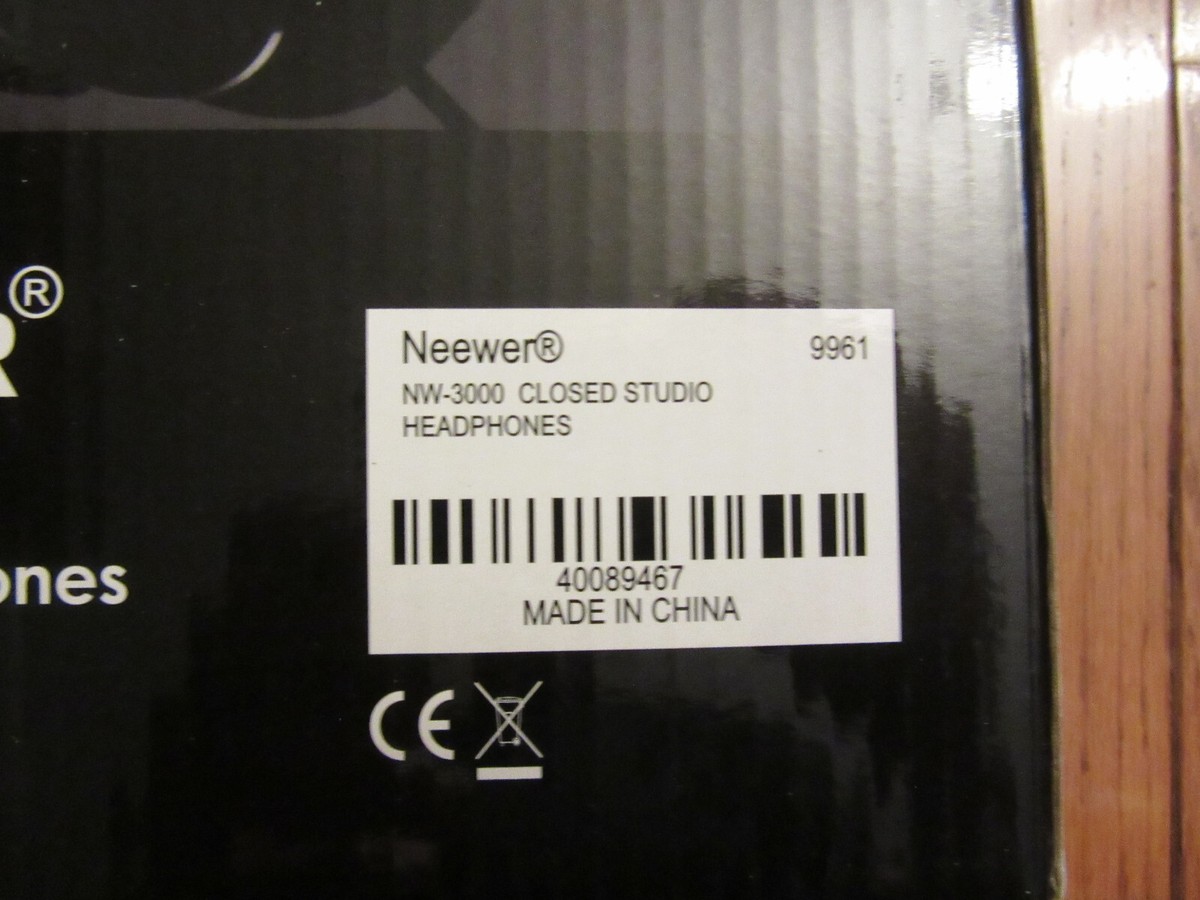 ®
R
Neewer® 9961
NW-3000 CLOSED STUDIO
HEADPHONES
40089467
MADE IN CHINA
ones
CE